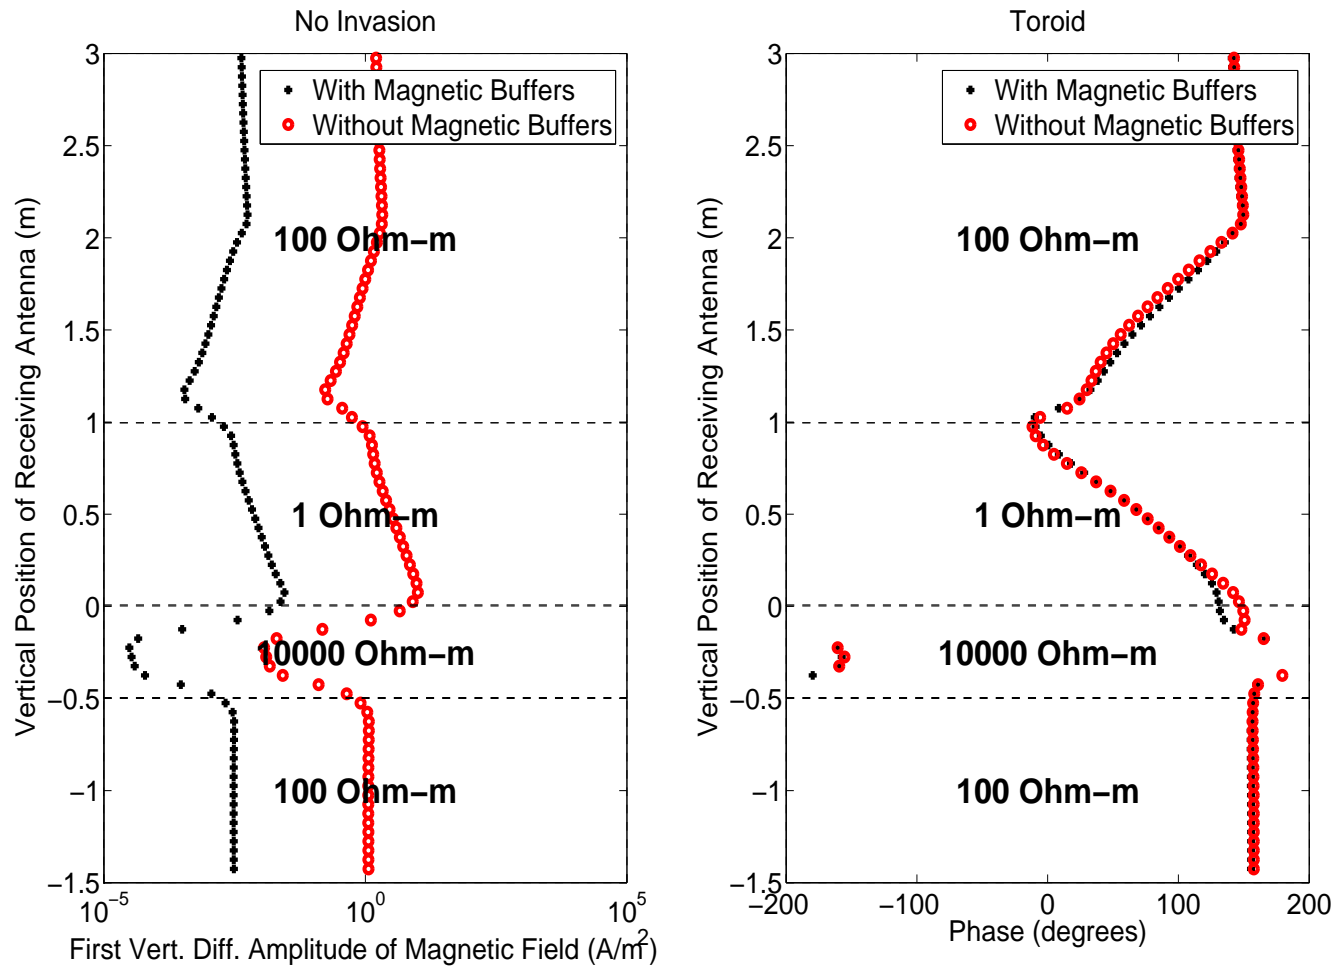 No Invasion
3
With Magnetic Buffers
Without Magnetic Buffers
2.5
2
100 Ohm−m
1.5
1
0.5
1 Ohm−m
0
10000 Ohm−m
−0.5
−1
100 Ohm−m
−1.5
10^−5
10^0
10^5
Vertical Position of Receiving Antenna (m)
First Vert. Diff. Amplitude of Magnetic Field (A/m^2)
Toroid
3
With Magnetic Buffers
Without Magnetic Buffers
2.5
2
100 Ohm−m
1.5
1
0.5
1 Ohm−m
0
10000 Ohm−m
−0.5
−1
100 Ohm−m
−1.5
−200
−100
0
100
200
Vertical Position of Receiving Antenna (m)
Phase (degrees)